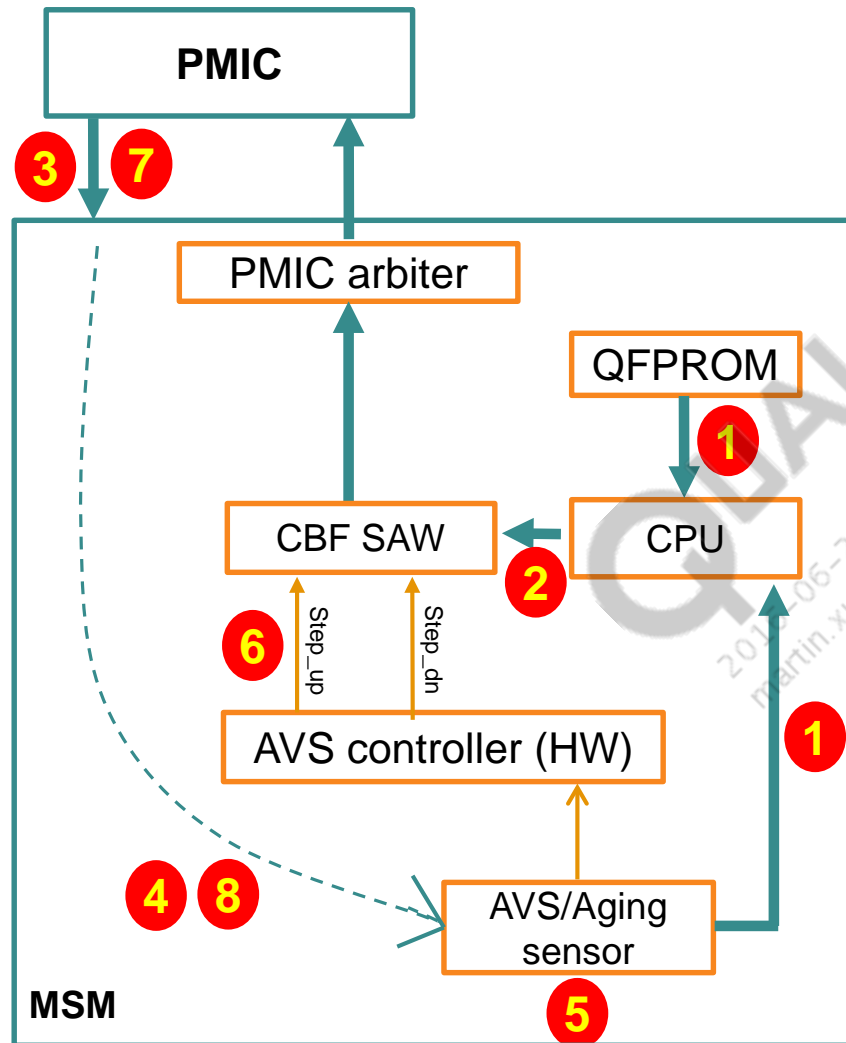 PMIC
3 7
PMIC arbiter
QFPROM
1
CBF SAW
CPU
2
6
Step_up
Step_dn
AVS controller (HW)
1
4 8
AVS/Aging
sensor
MSM
5